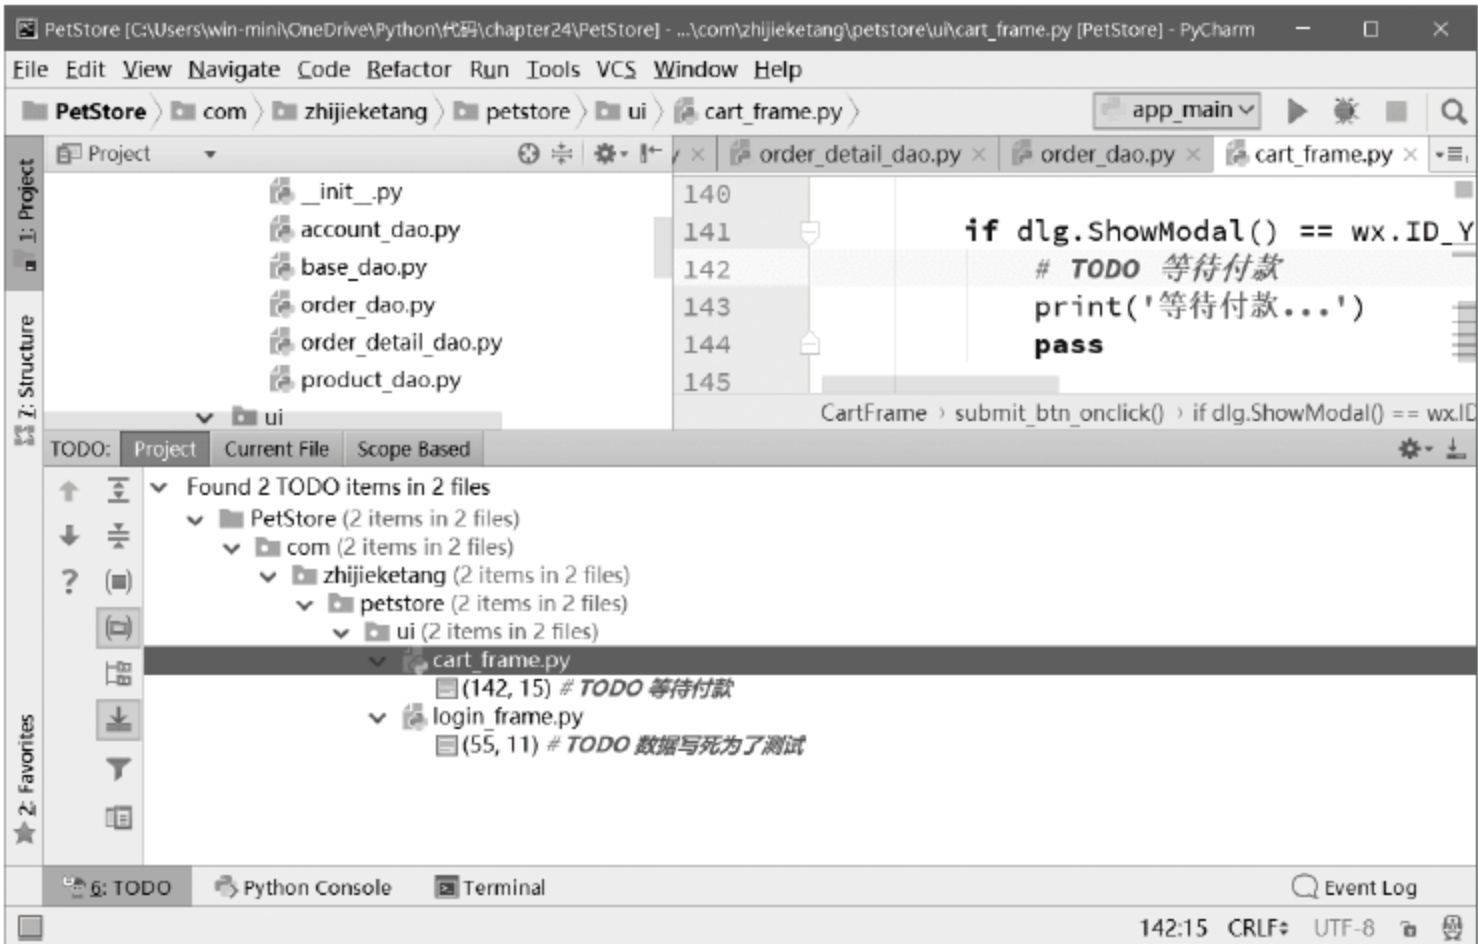 PetStore [C:\Users\win-mini\OneDrive\Python\代码\chapter24\PetStore] - ...\com\zhijieketang\petstore\ui\cart_frame.py [PetStore] - PyCharm
File Edit View Navigate Code Refactor Run Tools VCS Window Help
PetStore com zhijieketang petstore ui cart_frame.py app_main
1: Project
7: Structure
2: Favorites
Project
__init__.py
account_dao.py
base_dao.py
order_dao.py
order_detail_dao.py
product_dao.py
ui
order_detail_dao.py order_dao.py cart_frame.py
140
141 if dlg.ShowModal() == wx.ID_Y
142 # TODO 等待付款
143 print('等待付款...')
144 pass
145
CartFrame › submit_btn_onclick() › if dlg.ShowModal() == wx.ID
TODO: Project Current File Scope Based
Found 2 TODO items in 2 files
PetStore (2 items in 2 files)
com (2 items in 2 files)
zhijieketang (2 items in 2 files)
petstore (2 items in 2 files)
ui (2 items in 2 files)
cart_frame.py
(142, 15) # TODO 等待付款
login_frame.py
(55, 11) # TODO 数据写死为了测试
6: TODO Python Console Terminal Event Log
142:15 CRLF UTF-8